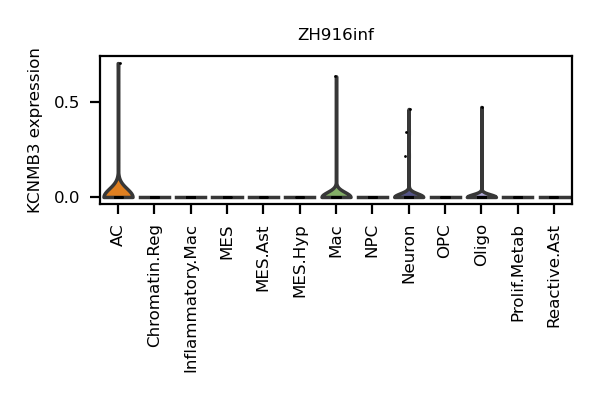 ZH916inf
KCNMB3 expression
0.5
0.0
AC
Chromatin.Reg
Inflammatory.Mac
MES
MES.Ast
MES.Hyp
Mac
NPC
Neuron
OPC
Oligo
Prolif.Metab
Reactive.Ast